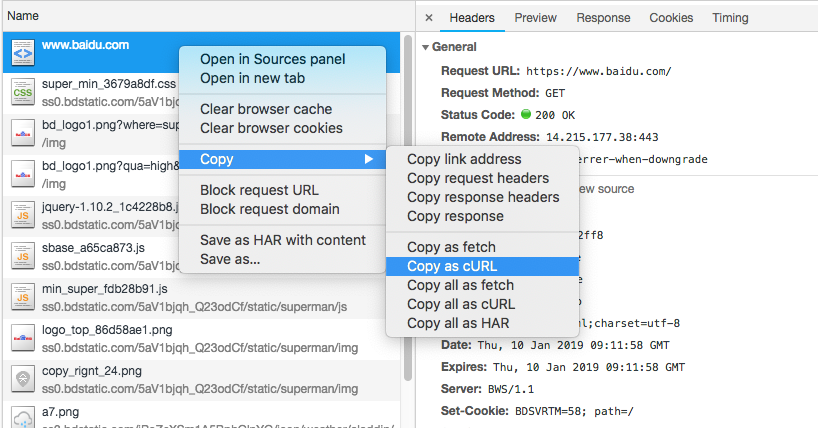 Name
× Headers Preview Response Cookies Timing
www.baidu.com
super_min_3679a8df.css
ss0.bdstatic.com/5aV1bj
bd_logo1.png?where=sup
/img
bd_logo1.png?qua=high&
/img
jquery-1.10.2_1c4228b8.j
ss0.bdstatic.com/5aV1bj
sbase_a65ca873.js
ss0.bdstatic.com/5aV1bj
min_super_fdb28b91.js
ss0.bdstatic.com/5aV1bjqh_Q23odCf/static/superman/js
logo_top_86d58ae1.png
ss0.bdstatic.com/5aV1bjqh_Q23odCf/static/superman/img
copy_rignt_24.png
ss0.bdstatic.com/5aV1bjqh_Q23odCf/static/superman/img
a7.png
Open in Sources panel
Open in new tab
Clear browser cache
Clear browser cookies
Copy
Block request URL
Block request domain
Save as HAR with content
Save as...
Copy link address
Copy request headers
Copy response headers
Copy response
Copy as fetch
Copy as cURL
Copy all as fetch
Copy all as cURL
Copy all as HAR
General
Request URL: https://www.baidu.com/
Request Method: GET
Status Code: 200 OK
Remote Address: 14.215.177.38:443
errer-when-downgrade
ew source
2ff8
e
l;charset=utf-8
Date: Thu, 10 Jan 2019 09:11:58 GMT
Expires: Thu, 10 Jan 2019 09:11:58 GMT
Server: BWS/1.1
Set-Cookie: BDSVRTM=58; path=/